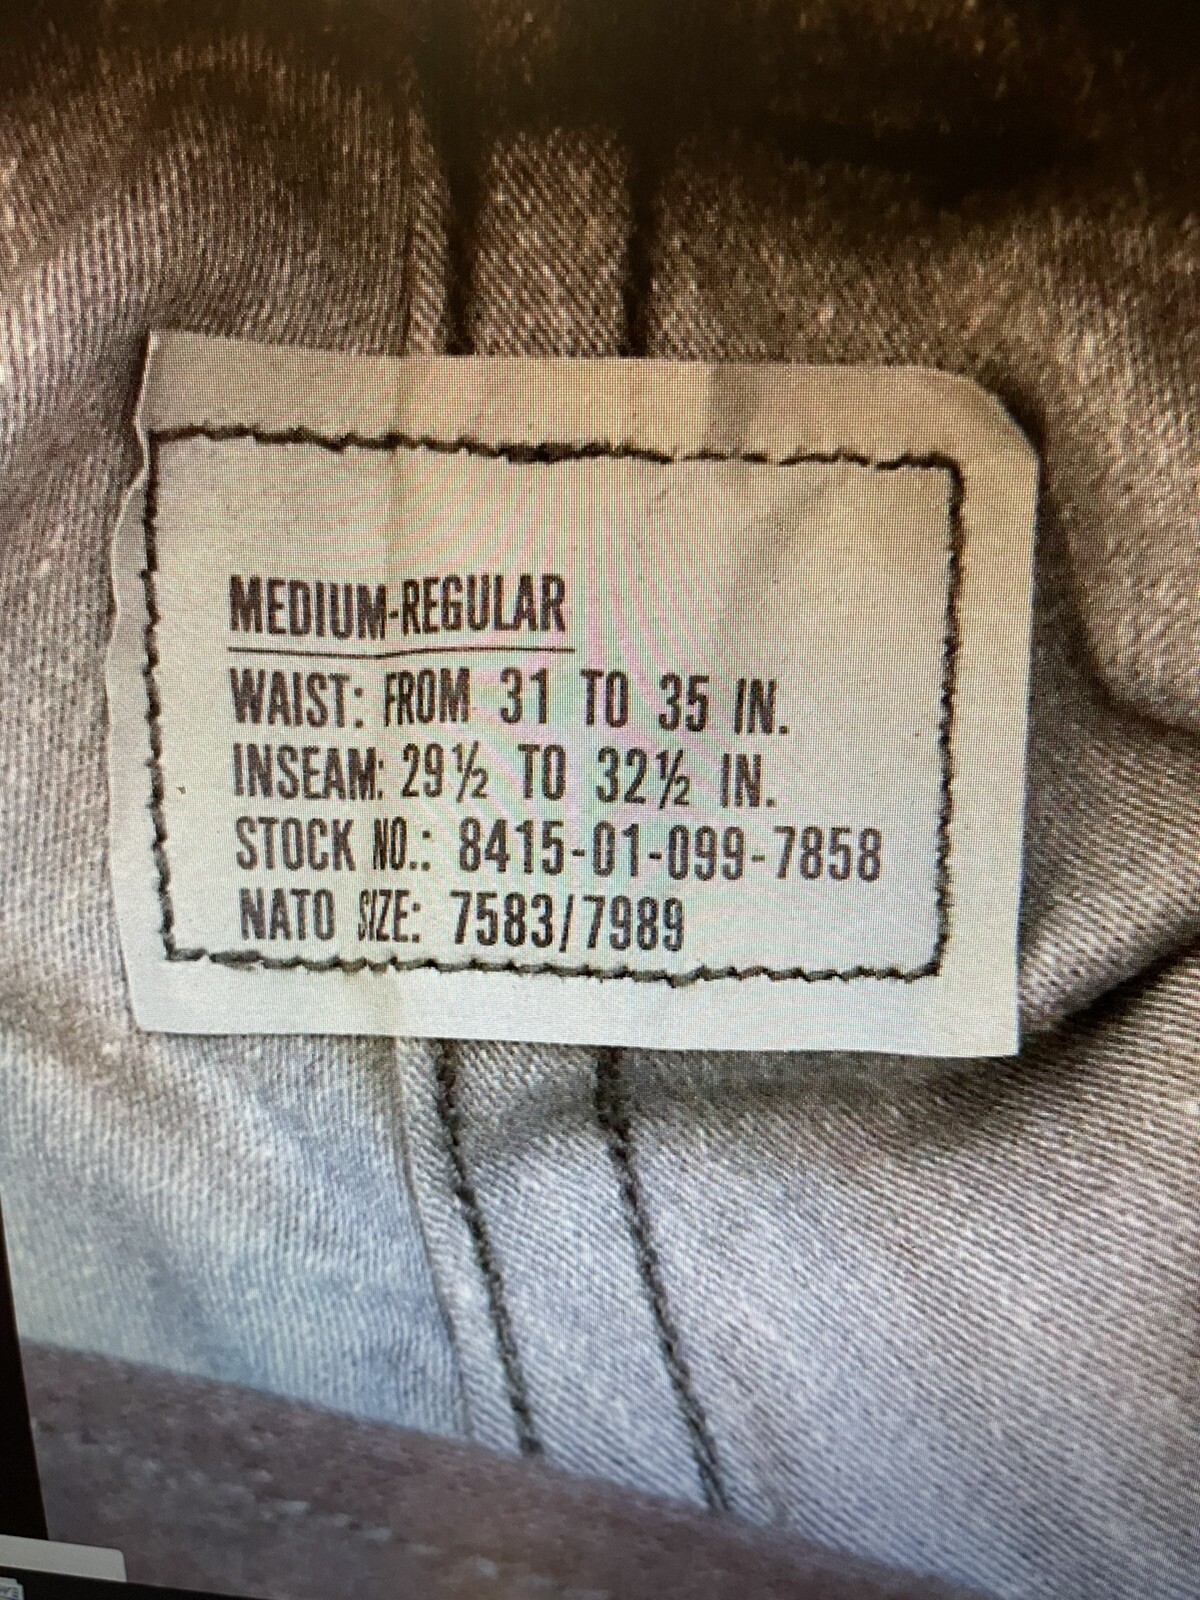 MEDIUM-REGULAR
WAIST: FROM 31 TO 35 IN.
INSEAM: 29½ TO 32½ IN.
STOCK NO.: 8415-01-099-7858
NATO SIZE: 7583/7989